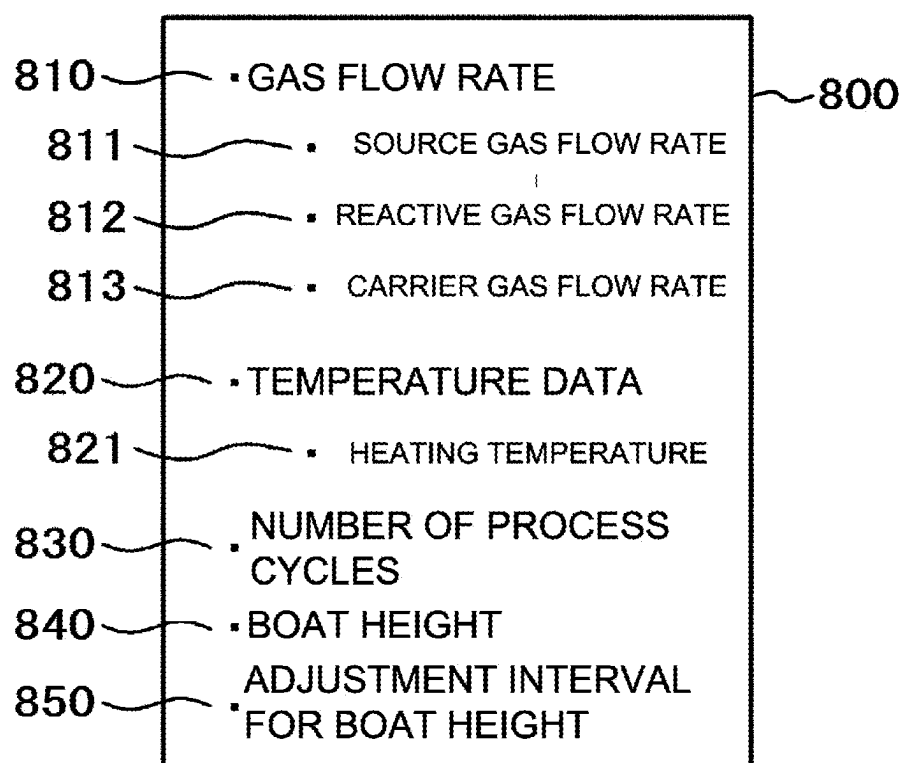 810 · GAS FLOW RATE
800
811 · SOURCE GAS FLOW RATE
812 · REACTIVE GAS FLOW RATE
813 · CARRIER GAS FLOW RATE
820 · TEMPERATURE DATA
821 · HEATING TEMPERATURE
830 · NUMBER OF PROCESS
CYCLES
840 · BOAT HEIGHT
850 · ADJUSTMENT INTERVAL
FOR BOAT HEIGHT